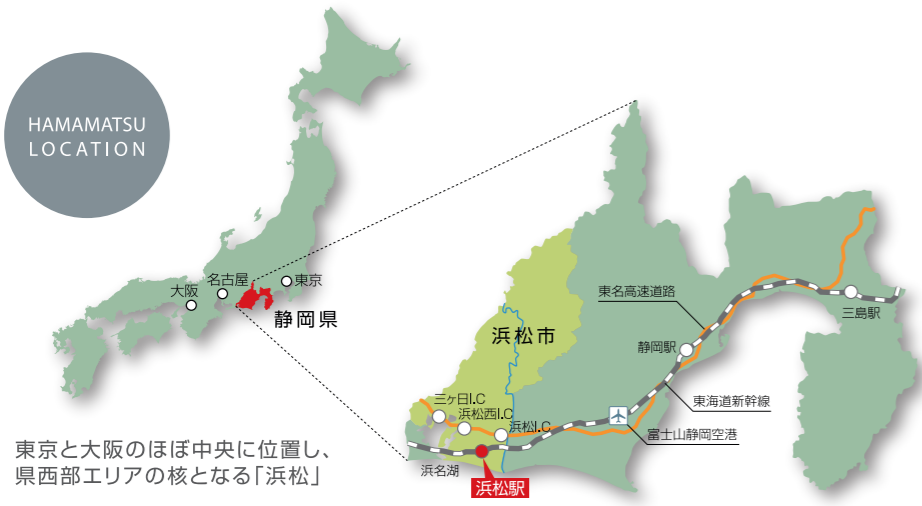 HAMAMATSU
LOCATION
大阪
名古屋
東京
静岡県
浜松市
東名高速道路
三島駅
静岡駅
東海道新幹線
三ヶ日I.C
浜松西I.C
浜松I.C
富士山静岡空港
浜名湖
浜松駅
東京と大阪のほぼ中央に位置し、
県西部エリアの核となる「浜松」